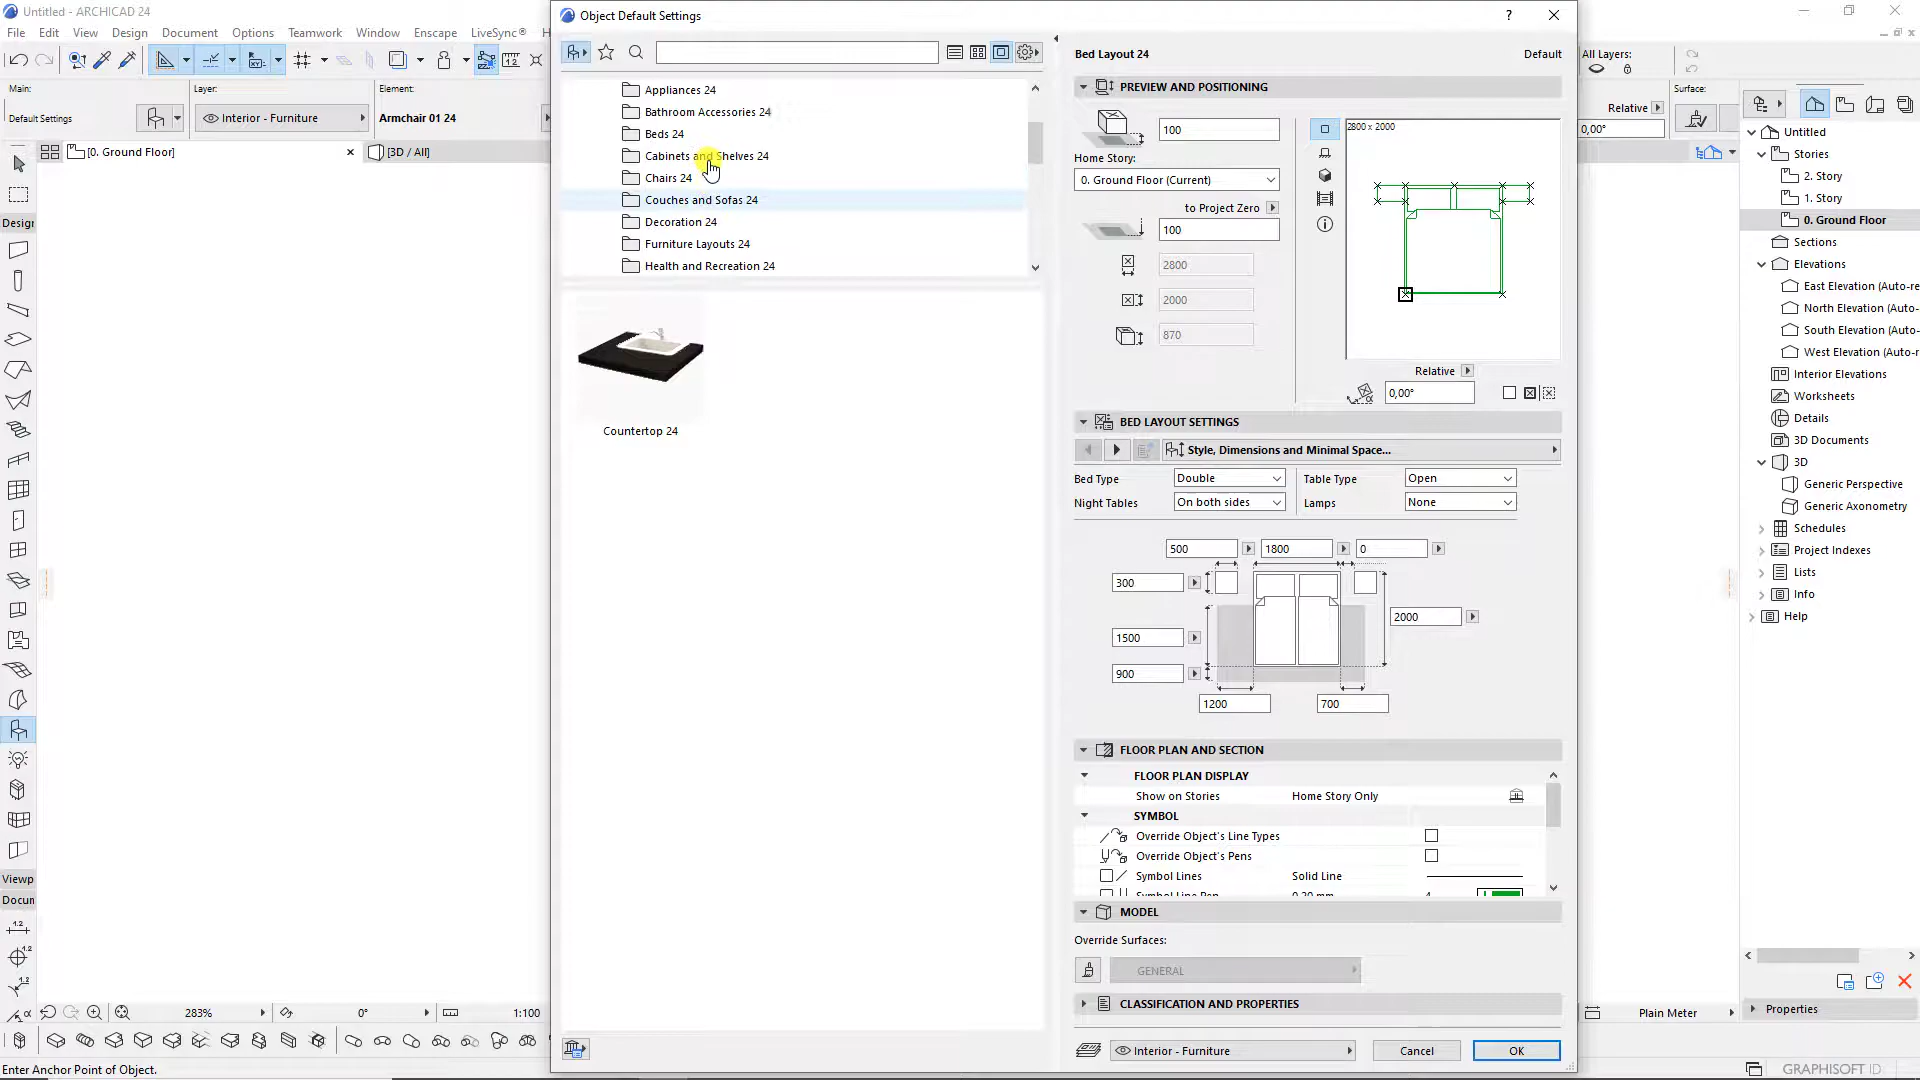 Untitled - ARCHICAD 24
File Edit View Design Document Options Teamwork Window Enscape LiveSync® H
Main:
Default Settings
Layer:
Interior - Furniture
Element:
Armchair 01 24
[0. Ground Floor]
[3D / All]
Design
Viewp
Docum
283%
0°
1:100
Enter Anchor Point of Object.
Object Default Settings
?
Appliances 24
Bathroom Accessories 24
Beds 24
Cabinets and Shelves 24
Chairs 24
Couches and Sofas 24
Decoration 24
Furniture Layouts 24
Health and Recreation 24
Countertop 24
Bed Layout 24
Default
PREVIEW AND POSITIONING
100
Home Story:
0. Ground Floor (Current)
to Project Zero
100
2800
2000
870
2800 x 2000
Relative
0,00°
BED LAYOUT SETTINGS
Style, Dimensions and Minimal Space...
Bed Type Double
Table Type Open
Night Tables On both sides
Lamps None
500 1800 0
300
2000
1500
900
1200 700
FLOOR PLAN AND SECTION
FLOOR PLAN DISPLAY
Show on Stories Home Story Only
SYMBOL
Override Object's Line Types
Override Object's Pens
Symbol Lines Solid Line
Symbol Line Pen 0.20 mm 4
MODEL
Override Surfaces:
GENERAL
CLASSIFICATION AND PROPERTIES
Interior - Furniture
Cancel
OK
All Layers:
Relative
0,00°
Surface:
Untitled
Stories
2. Story
1. Story
0. Ground Floor
Sections
Elevations
East Elevation (Auto-re
North Elevation (Auto-
South Elevation (Auto-
West Elevation (Auto-r
Interior Elevations
Worksheets
Details
3D Documents
3D
Generic Perspective
Generic Axonometry
Schedules
Project Indexes
Lists
Info
Help
Properties
Plain Meter
GRAPHISOFT ID